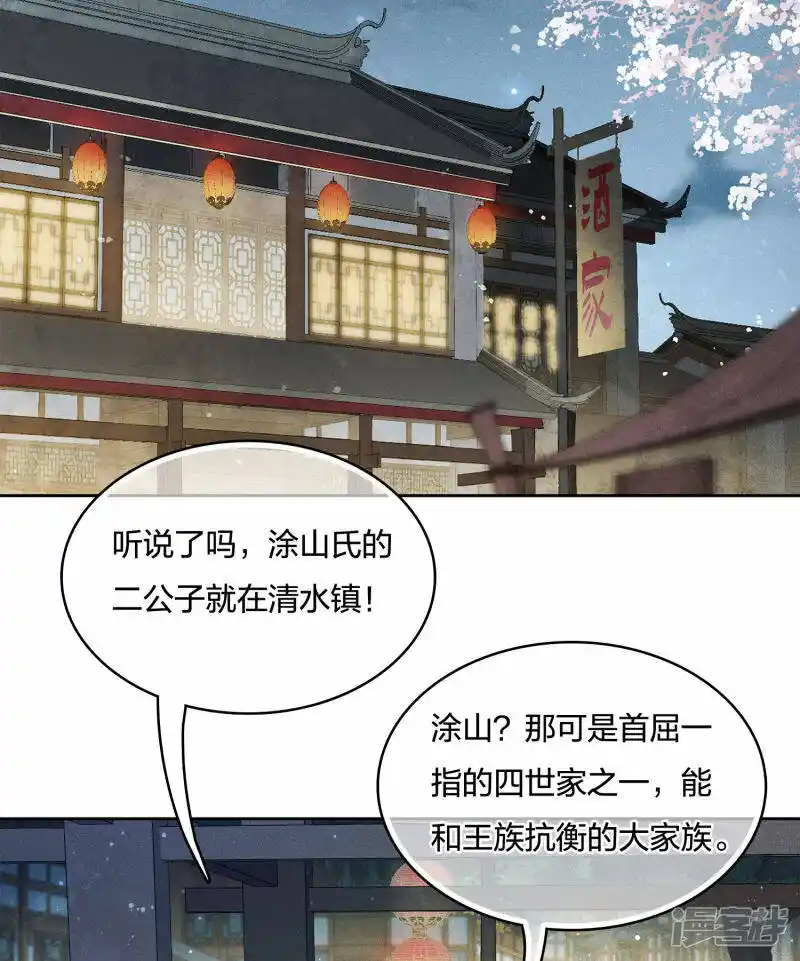 酒家
听说了吗，涂山氏的
二公子就在清水镇！
涂山？那可是首屈一
指的四世家之一，能
和王族抗衡的大家族。
漫客栈